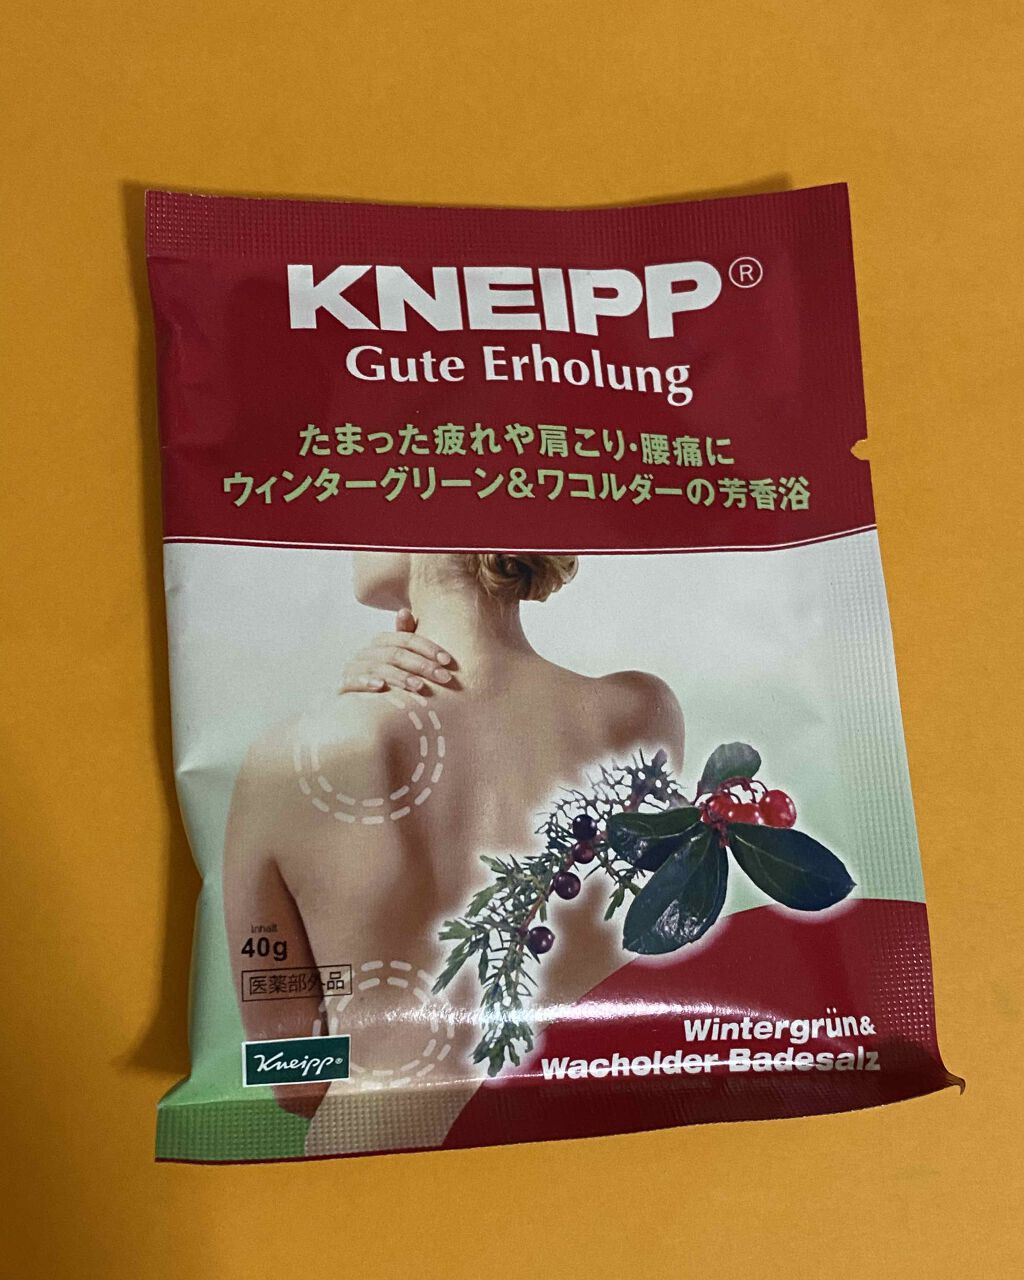 KNEIPP®
Gute Erholung
たまった疲れや肩こり・腰痛に
ウィンターグリーン&ワコルダーの芳香浴
Inhalt
40g
医薬部外品
Kneipp®
Wintergrün&
Wacholder Badesalz